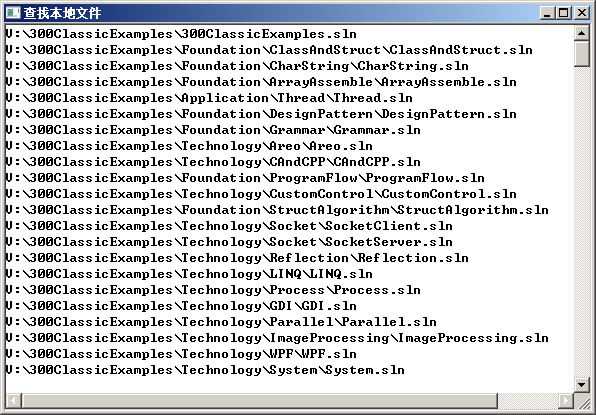 查找本地文件
V:\300ClassicExamples\300ClassicExamples.sln
V:\300ClassicExamples\Foundation\ClassAndStruct\ClassAndStruct.sln
V:\300ClassicExamples\Foundation\CharString\CharString.sln
V:\300ClassicExamples\Foundation\ArrayAssemble\ArrayAssemble.sln
V:\300ClassicExamples\Application\Thread\Thread.sln
V:\300ClassicExamples\Foundation\DesignPattern\DesignPattern.sln
V:\300ClassicExamples\Foundation\Grammar\Grammar.sln
V:\300ClassicExamples\Technology\Areo\Areo.sln
V:\300ClassicExamples\Technology\CAndCPP\CAndCPP.sln
V:\300ClassicExamples\Foundation\ProgramFlow\ProgramFlow.sln
V:\300ClassicExamples\Technology\CustomControl\CustomControl.sln
V:\300ClassicExamples\Foundation\StructAlgorithm\StructAlgorithm.sln
V:\300ClassicExamples\Technology\Socket\SocketClient.sln
V:\300ClassicExamples\Technology\Socket\SocketServer.sln
V:\300ClassicExamples\Technology\Reflection\Reflection.sln
V:\300ClassicExamples\Technology\LINQ\LINQ.sln
V:\300ClassicExamples\Technology\Process\Process.sln
V:\300ClassicExamples\Technology\GDI\GDI.sln
V:\300ClassicExamples\Technology\Parallel\Parallel.sln
V:\300ClassicExamples\Technology\ImageProcessing\ImageProcessing.sln
V:\300ClassicExamples\Technology\WPF\WPF.sln
V:\300ClassicExamples\Technology\System\System.sln